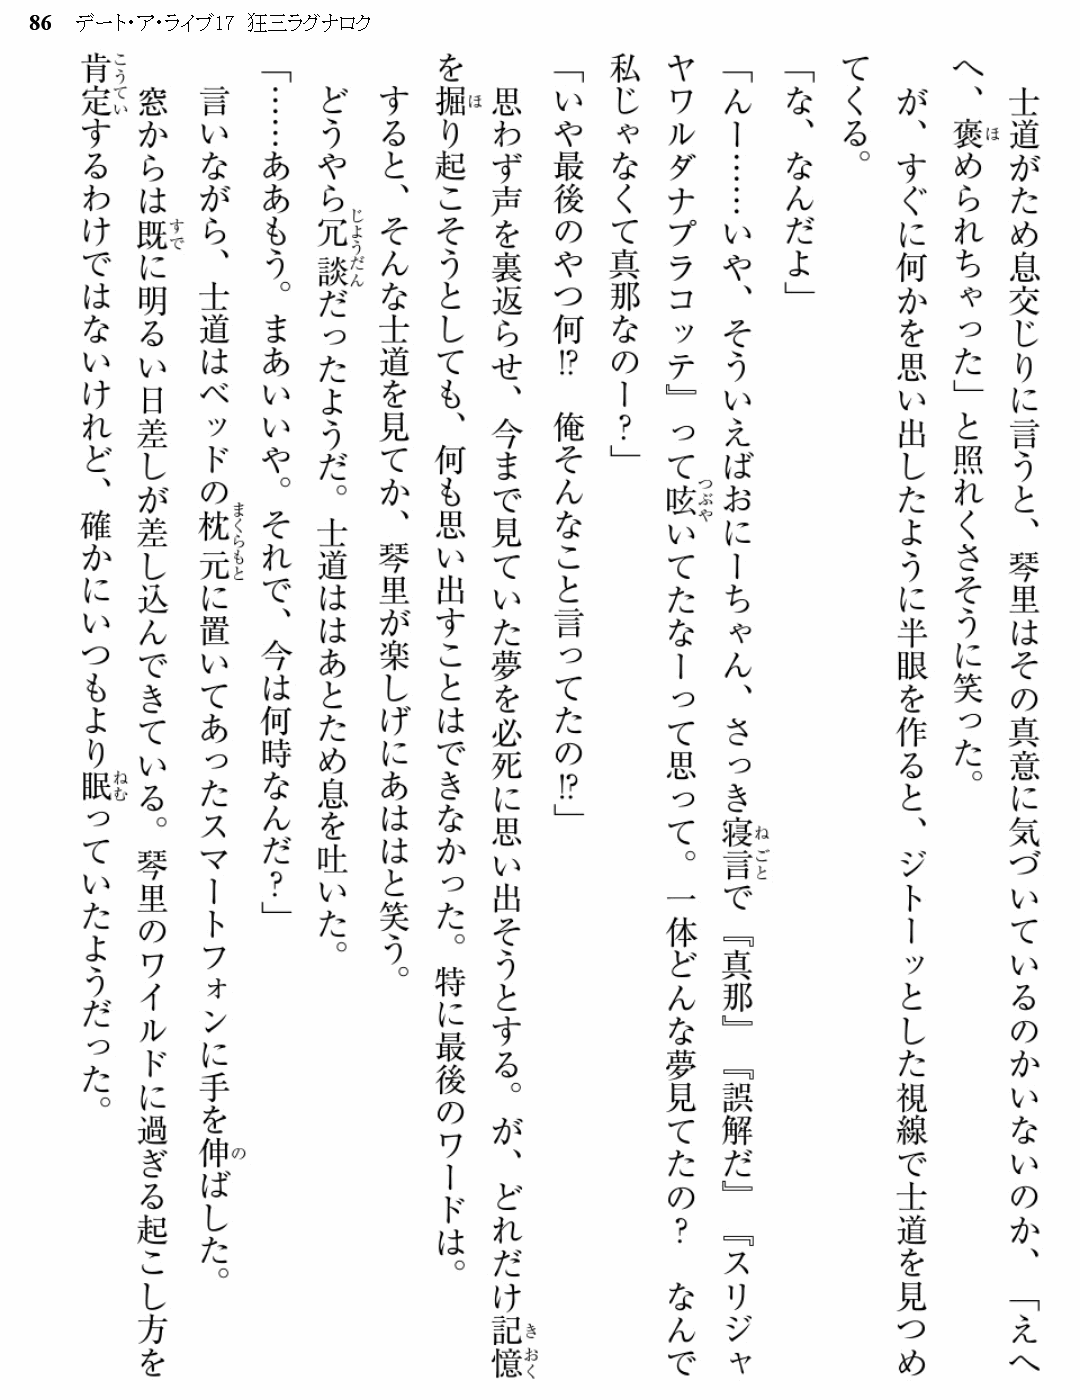 86 デート・ア・ライブ17 狂三ラグナロク
士道がため息交じりに言うと、琴里はその真意に気づいているのかいないのか、「えへ
へ、褒められちゃった」と照れくさそうに笑った。
が、すぐに何かを思い出したように半眼を作ると、ジトーッとした視線で士道を見つめ
てくる。
「な、なんだよ」
「んー……いや、そういえばおにーちゃん、さっき寝言で『真那』『誤解だ』『スリジャ
ヤワルダナプラコッテ』って呟いてたなーって思って。一体どんな夢見てたの？　なんで
私じゃなくて真那なのー？」
「いや最後のやつ何⁉　俺そんなこと言ってたの⁉」
思わず声を裏返らせ、今まで見ていた夢を必死に思い出そうとする。が、どれだけ記憶
を掘り起こそうとしても、何も思い出すことはできなかった。特に最後のワードは。
すると、そんな士道を見てか、琴里が楽しげにあははと笑う。
どうやら冗談だったようだ。士道ははあとため息を吐いた。
「……ああもう。まあいいや。それで、今は何時なんだ？」
言いながら、士道はベッドの枕元に置いてあったスマートフォンに手を伸ばした。
窓からは既に明るい日差しが差し込んできている。琴里のワイルドに過ぎる起こし方を
肯定するわけではないけれど、確かにいつもより眠っていたようだった。